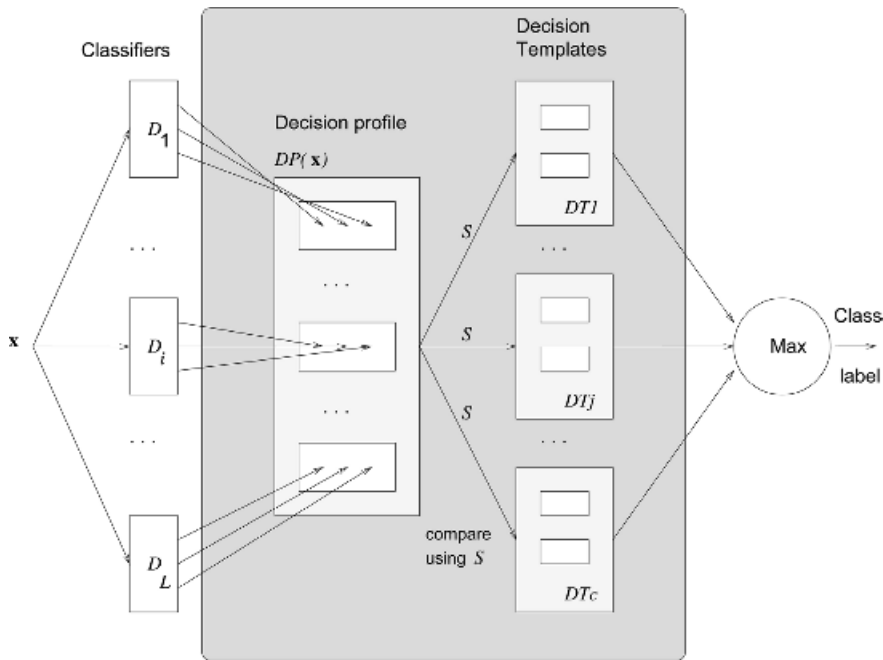 Decision
Templates
Classifiers
D1
Decision profile
DP(x)
DT1
S
. . .
. . .
. . .
x
Di
S
DTj
Max
Class
label
. . .
. . .
S
. . .
compare
using S
DL
DTc